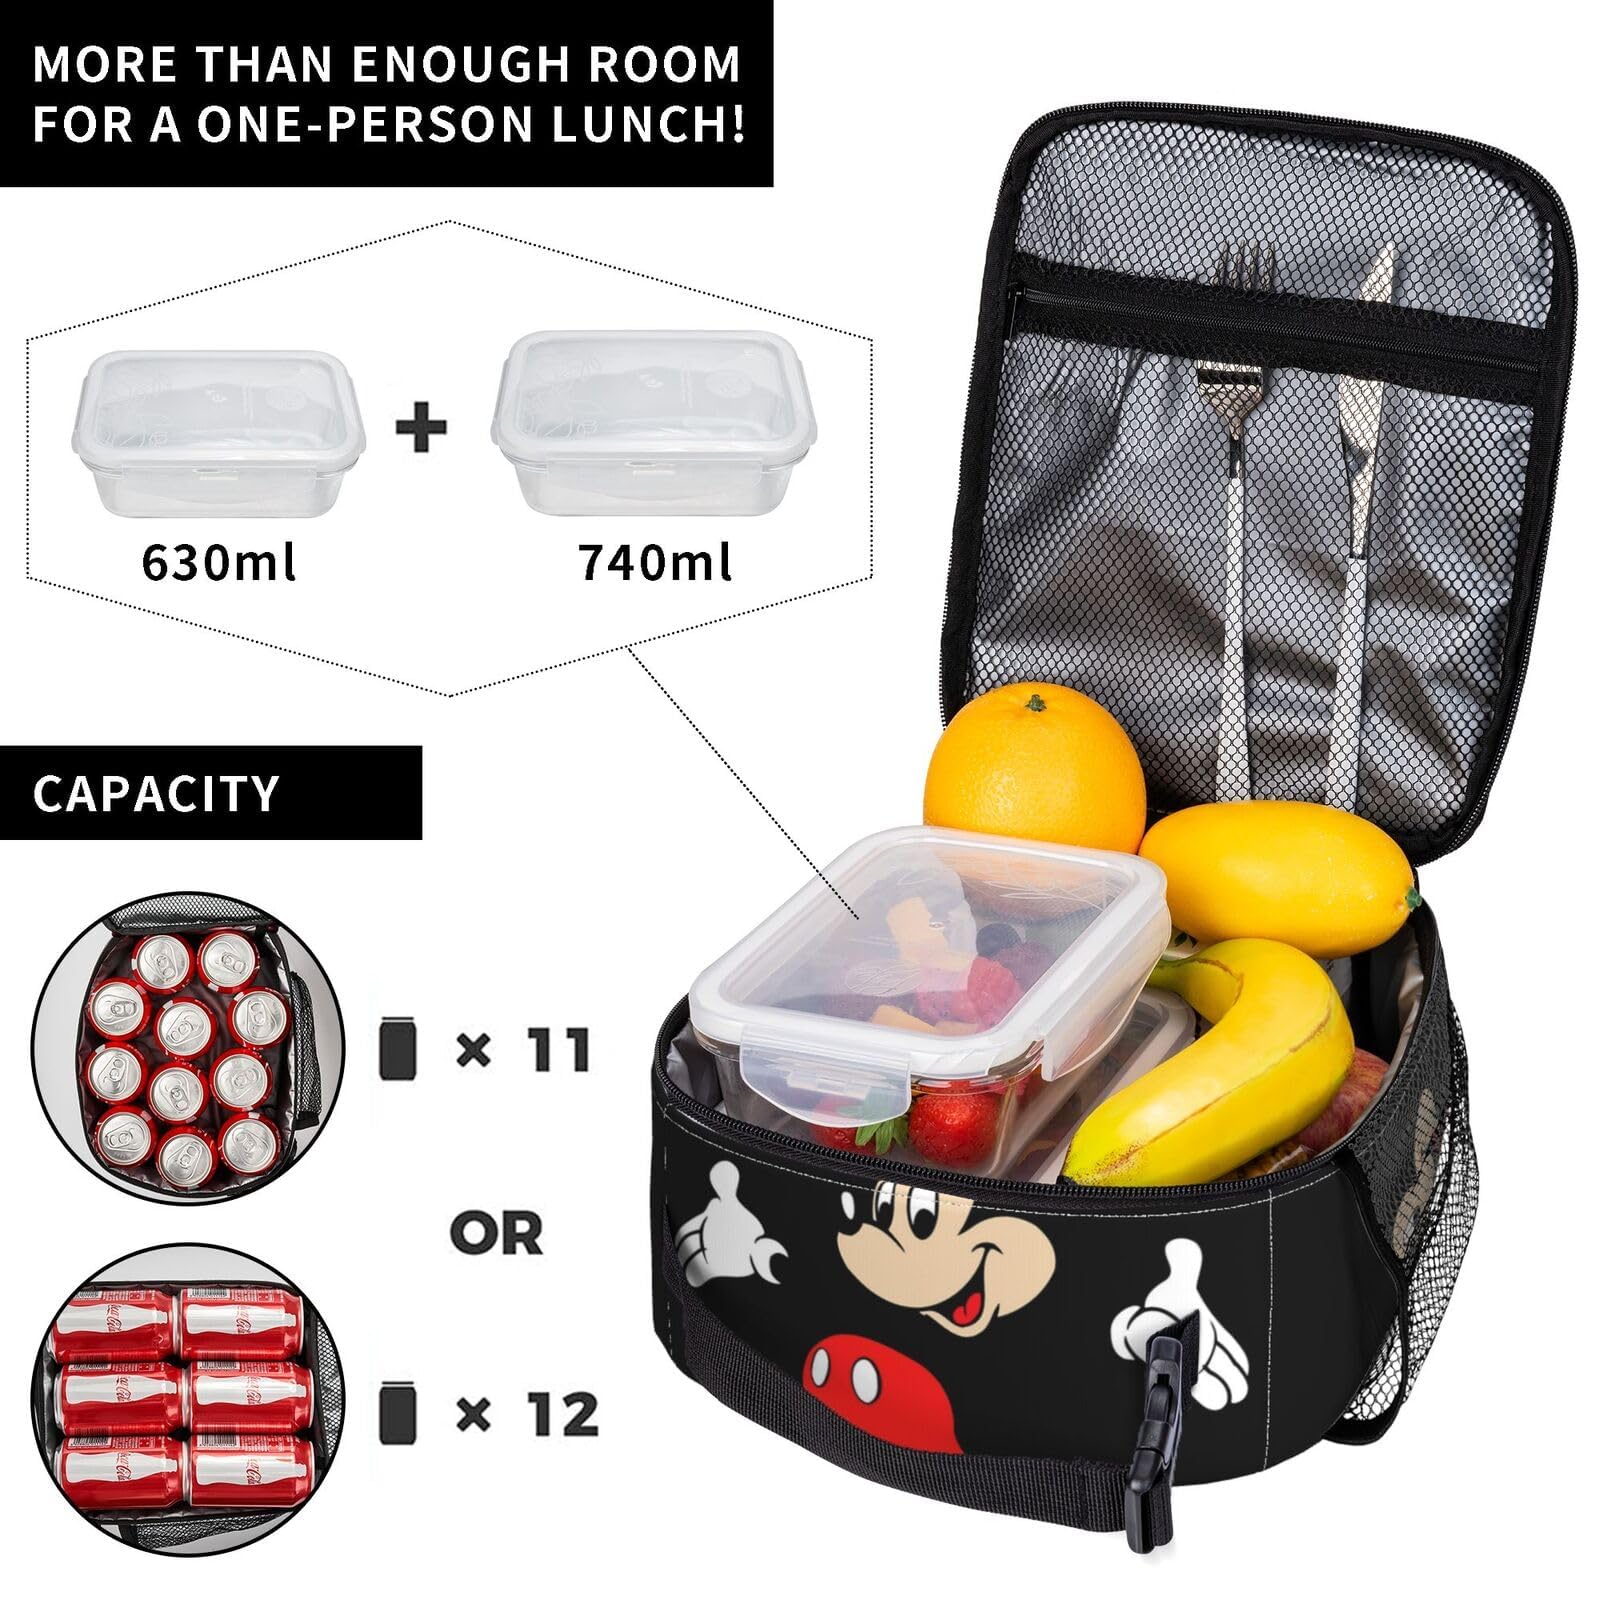 MORE THAN ENOUGH ROOM
FOR A ONE-PERSON LUNCH!
630ml + 740ml
CAPACITY
× 11
OR
× 12